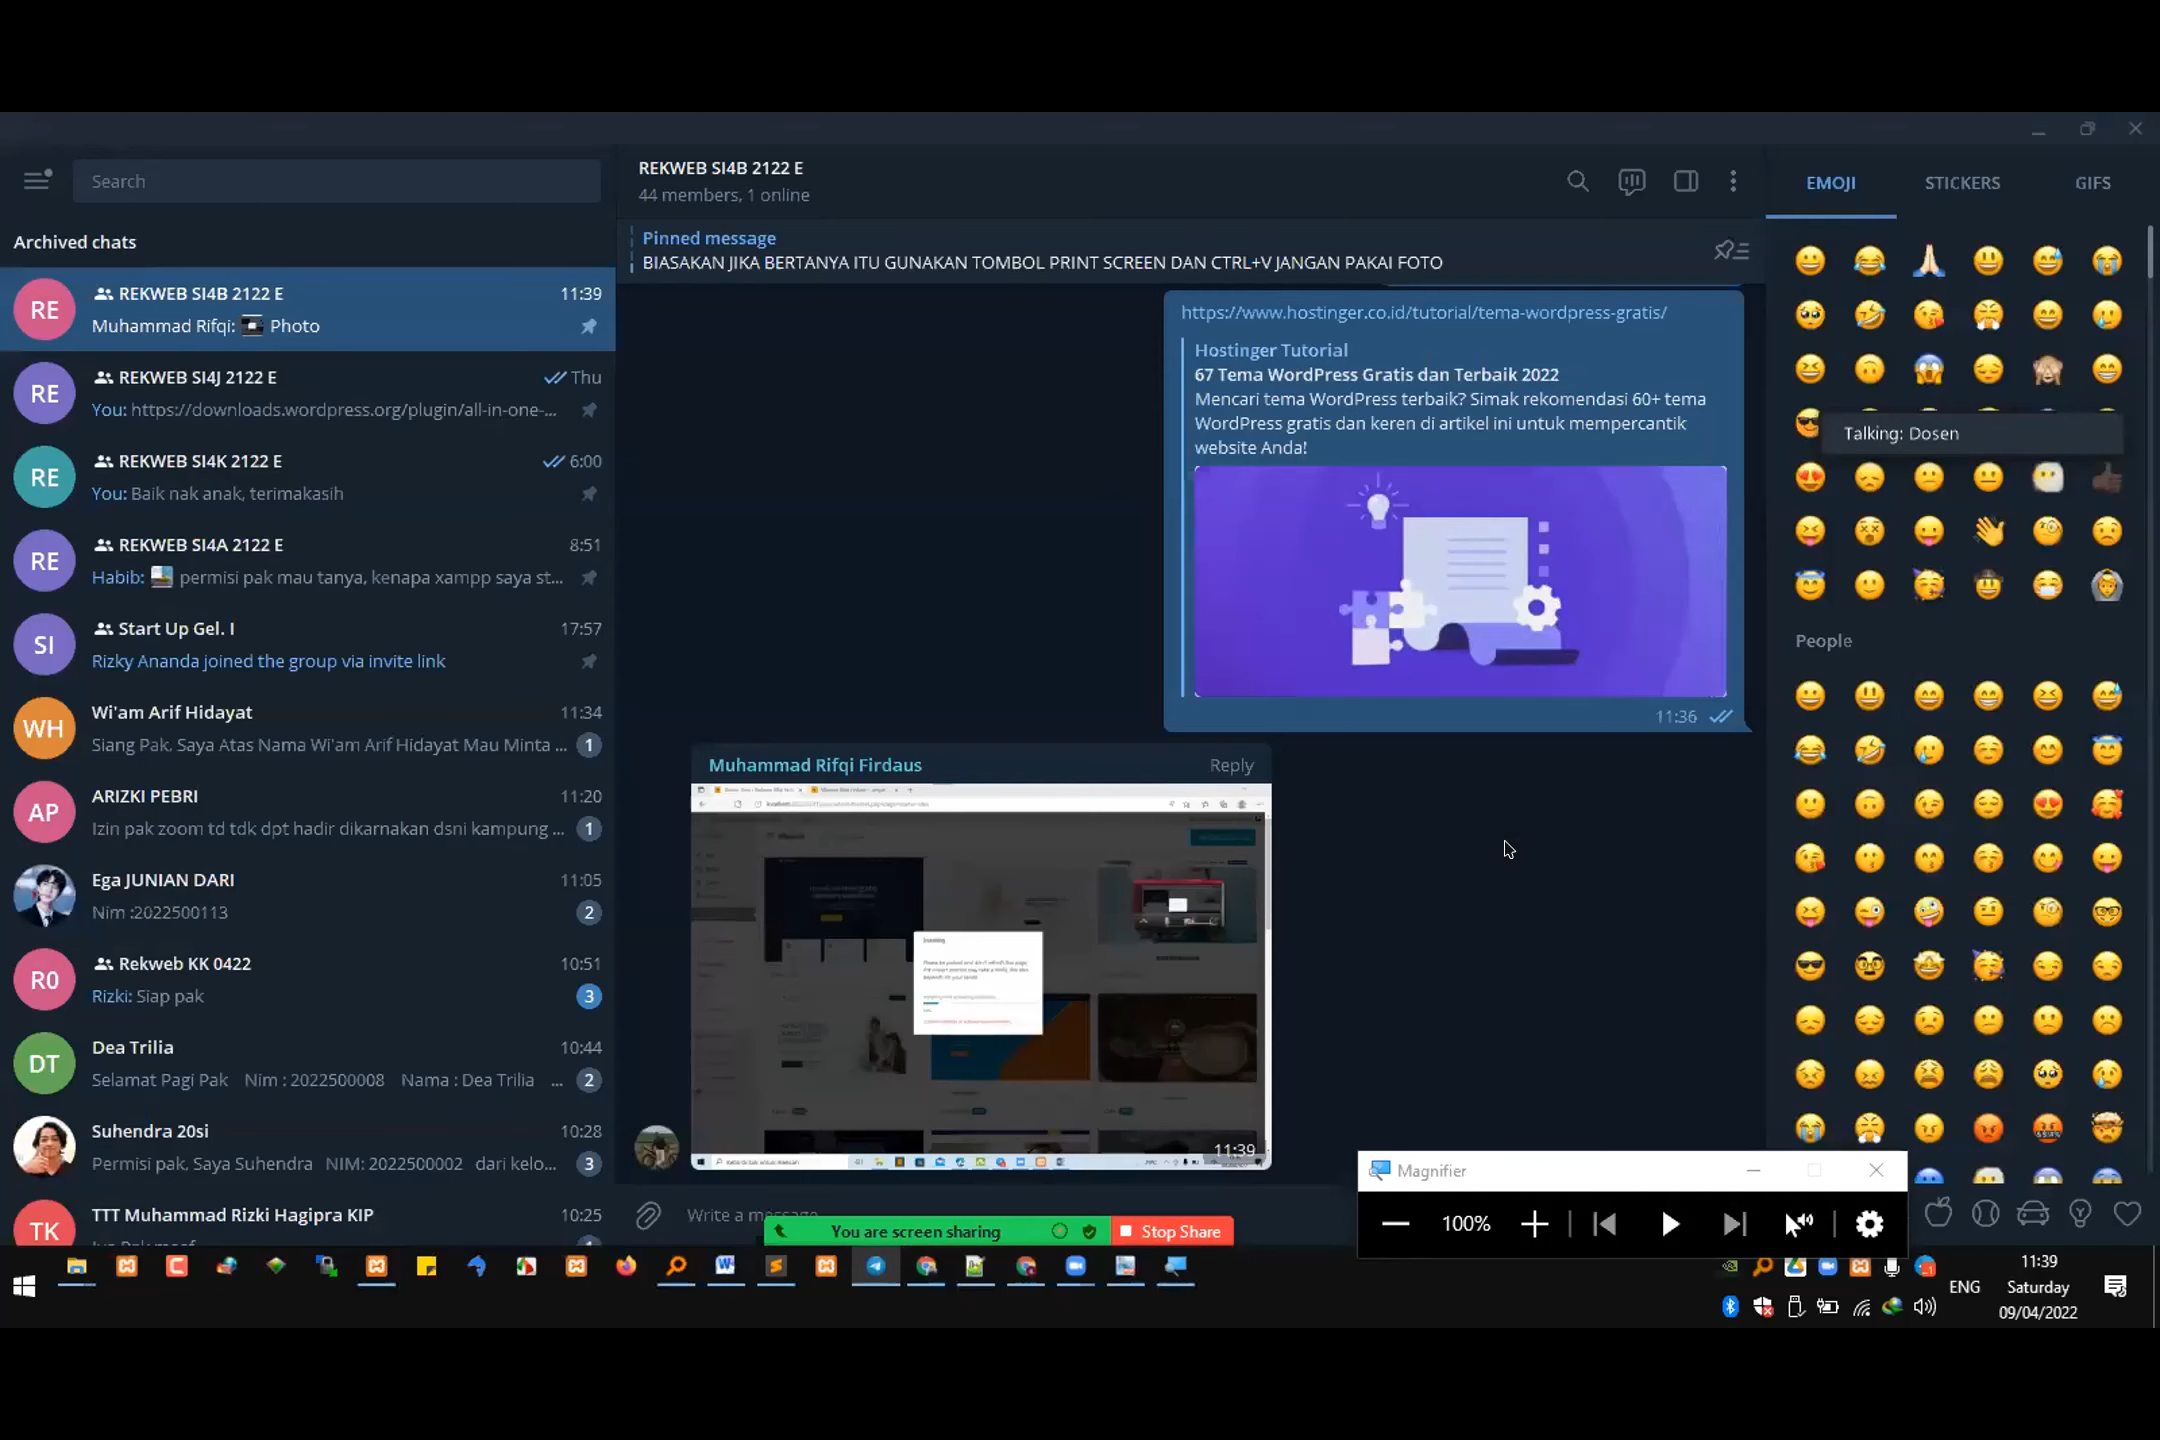 Search
Archived chats
RE
REKWEB SI4B 2122 E
11:39
Muhammad Rifqi: Photo
RE
REKWEB SI4J 2122 E
Thu
You: https://downloads.wordpress.org/plugin/all-in-one-...
RE
REKWEB SI4K 2122 E
6:00
You: Baik nak anak, terimakasih
RE
REKWEB SI4A 2122 E
8:51
Habib: permisi pak mau tanya, kenapa xampp saya st...
SI
Start Up Gel. I
17:57
Rizky Ananda joined the group via invite link
WH
Wi'am Arif Hidayat
11:34
Siang Pak, Saya Atas Nama Wi'am Arif Hidayat Mau Minta ...
1
AP
ARIZKI PEBRI
11:20
Izin pak zoom td tdk dpt hadir dikarnakan dsni kampung ...
1
Ega JUNIAN DARI
11:05
Nim :2022500113
2
R0
Rekweb KK 0422
10:51
Rizki: Siap pak
3
DT
Dea Trilia
10:44
Selamat Pagi Pak Nim : 2022500008 Nama : Dea Trilia ...
2
Suhendra 20si
10:28
Permisi pak, Saya Suhendra NIM: 2022500002 dari kelo...
3
TK
TTT Muhammad Rizki Hagipra KIP
10:25
REKWEB SI4B 2122 E
44 members, 1 online
Pinned message
BIASAKAN JIKA BERTANYA ITU GUNAKAN TOMBOL PRINT SCREEN DAN CTRL+V JANGAN PAKAI FOTO
https://www.hostinger.co.id/tutorial/tema-wordpress-gratis/
Hostinger Tutorial
67 Tema WordPress Gratis dan Terbaik 2022
Mencari tema WordPress terbaik? Simak rekomendasi 60+ tema
WordPress gratis dan keren di artikel ini untuk mempercantik
website Anda!
11:36
Muhammad Rifqi Firdaus
Reply
11:39
Write a message
You are screen sharing
Stop Share
EMOJI
STICKERS
GIFS
Talking: Dosen
People
Magnifier
100%
ENG
11:39
Saturday
09/04/2022